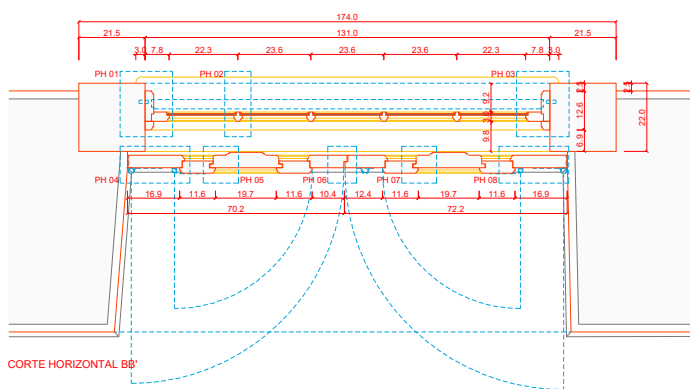 174.0
21.5 131.0 21.5
3.0 7.8 22.3 23.6 23.6 23.6 22.3 7.8 3.0
PH 01 PH 02 PH 03
9.2 3.0 9.8
2.5 12.6 6.9
2.5 22.0
PH 04 PH 05 PH 06 PH 07 PH 08
16.9 11.6 19.7 11.6 10.4 12.4 11.6 19.7 11.6 16.9
70.2 72.2
CORTE HORIZONTAL BB'